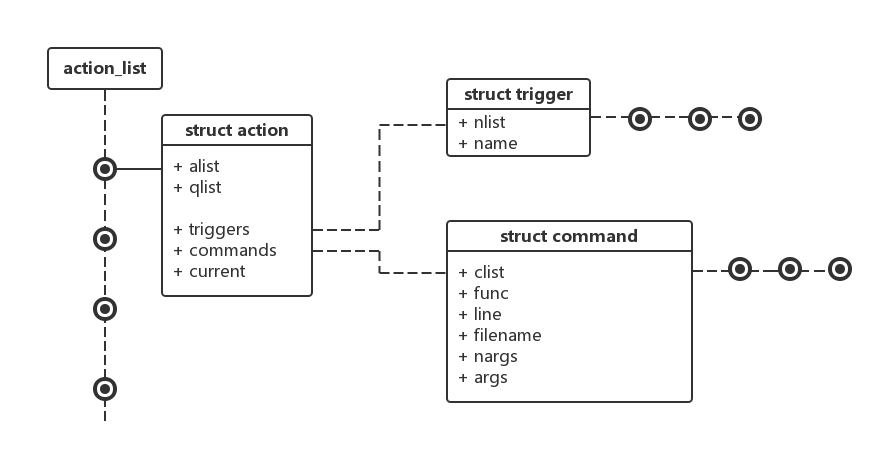 action_list
struct action
+ alist
+ qlist
+ triggers
+ commands
+ current
struct trigger
+ nlist
+ name
struct command
+ clist
+ func
+ line
+ filename
+ nargs
+ args